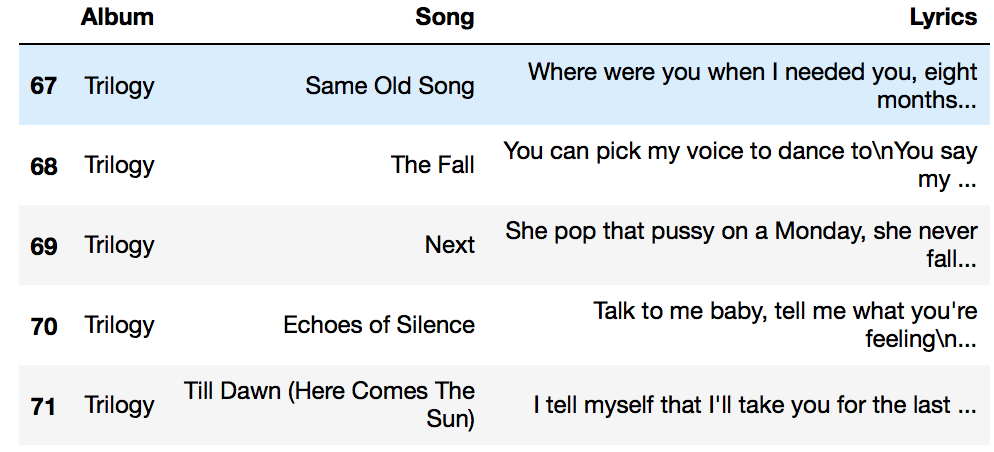 Album Song Lyrics
67 Trilogy Same Old Song Where were you when I needed you, eight
months...
68 Trilogy The Fall You can pick my voice to dance to\nYou say
my ...
69 Trilogy Next She pop that pussy on a Monday, she never
fall...
70 Trilogy Echoes of Silence Talk to me baby, tell me what you're
feeling\n...
71 Trilogy Till Dawn (Here Comes The
Sun) I tell myself that I'll take you for the last ...